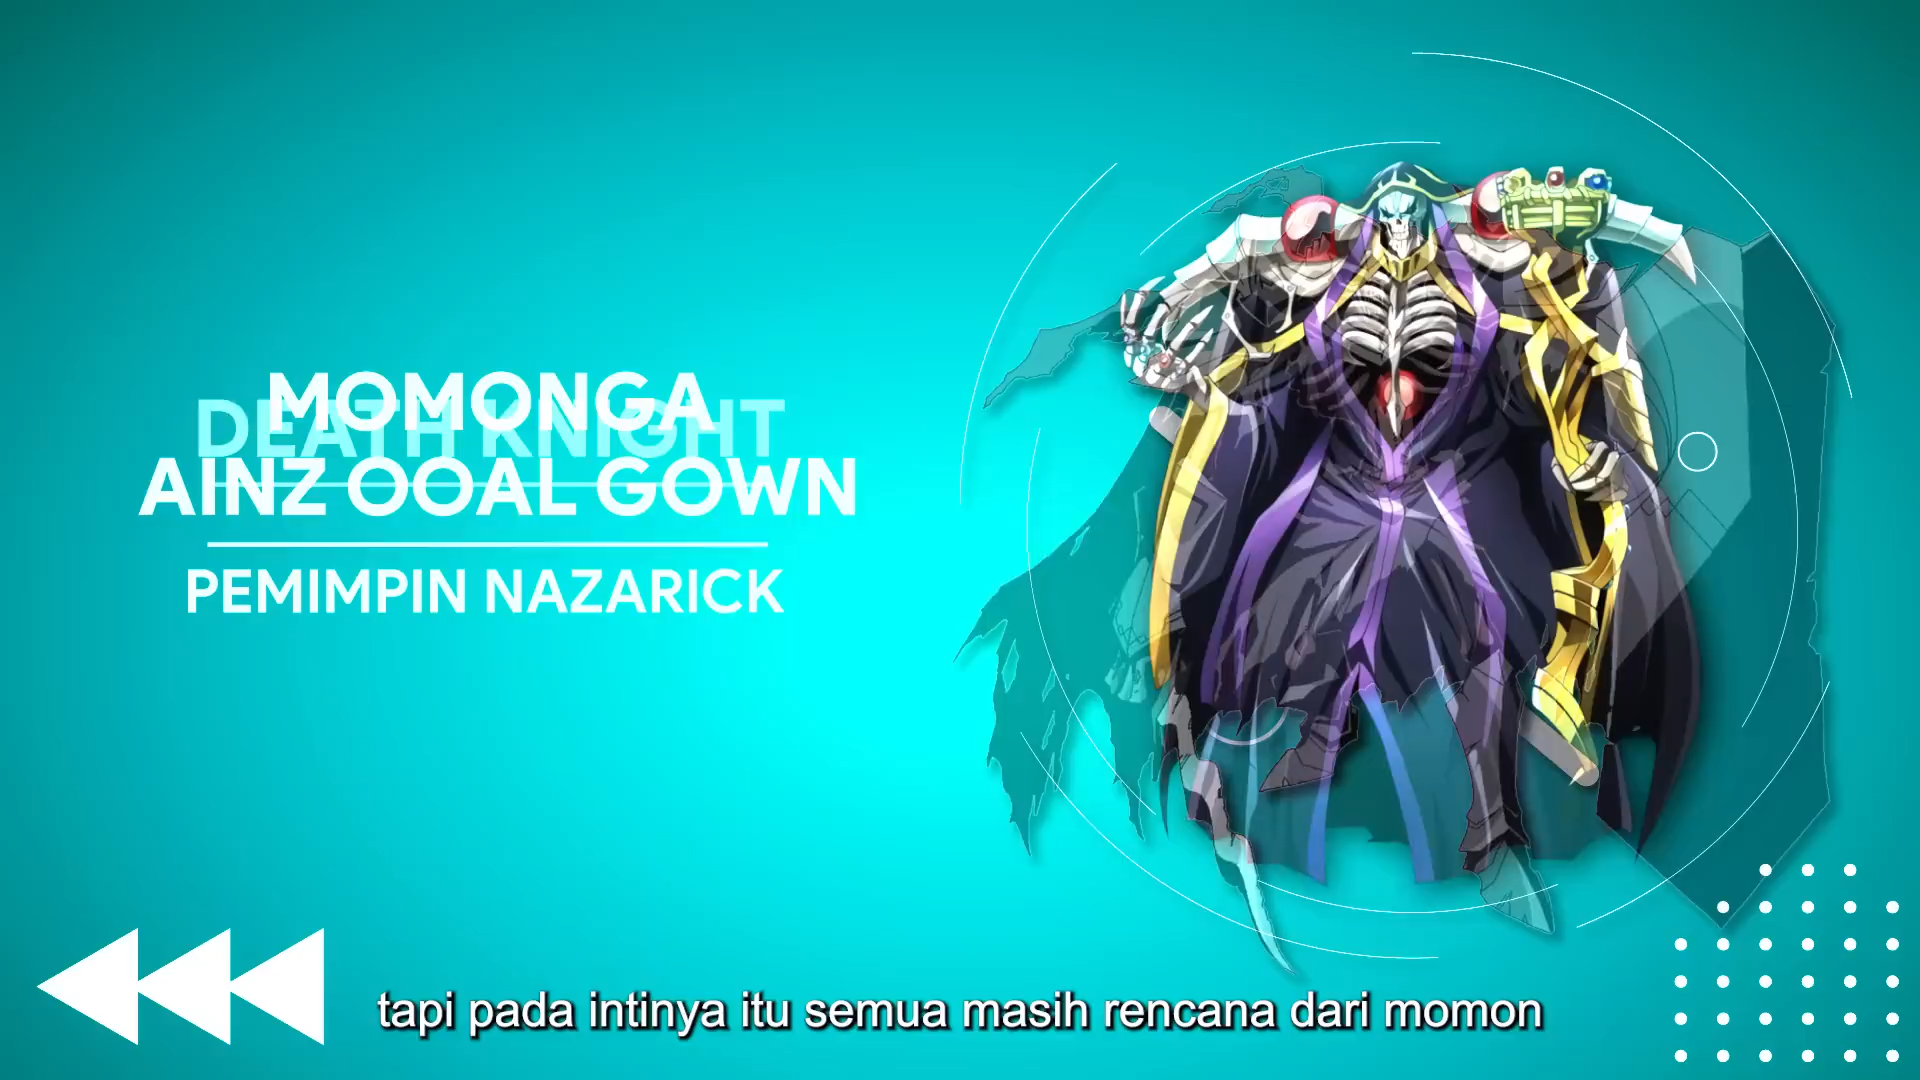 MOMONGA
DEATH KNIGHT
AINZ OOAL GOWN
PEMIMPIN NAZARICK
tapi pada intinya itu semua masih rencana dari momon